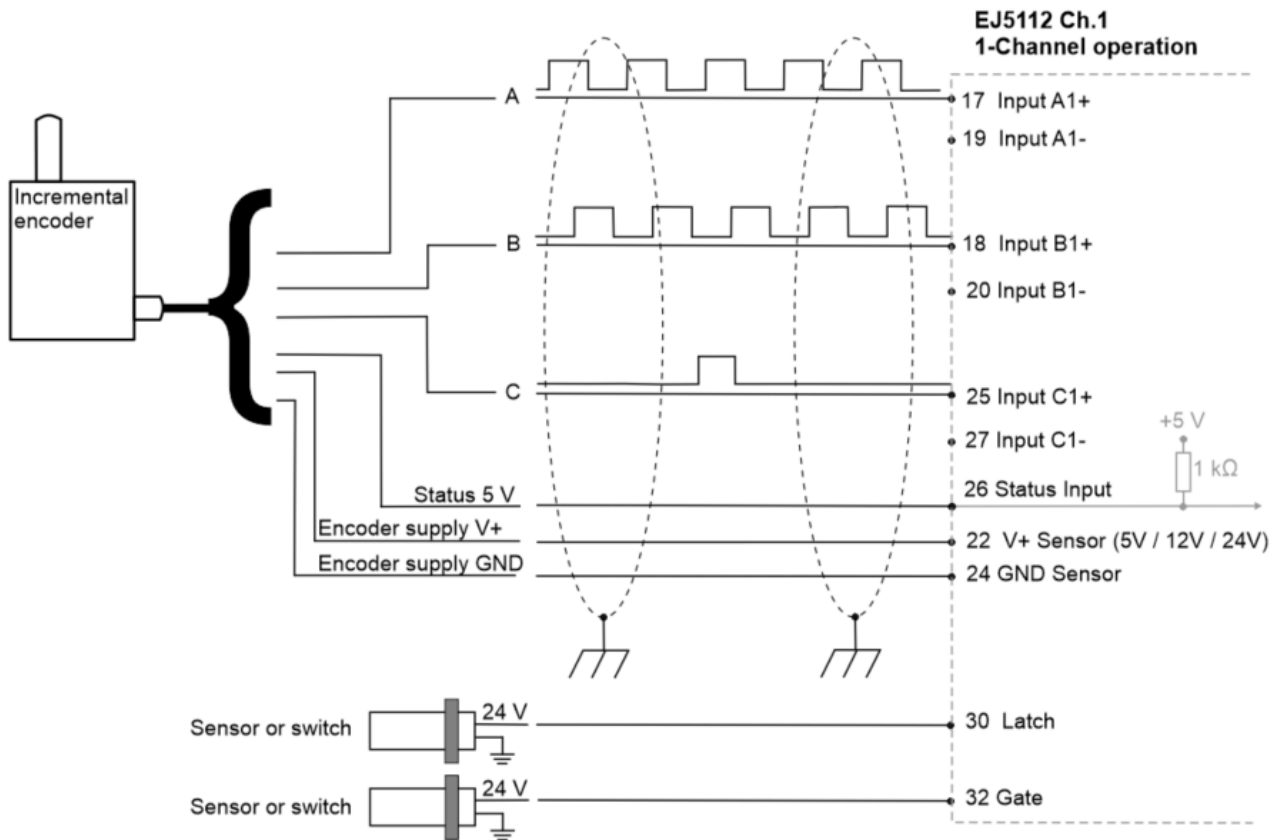 EJ5112 Ch.1
1-Channel operation
A
17 Input A1+
19 Input A1-
Incremental
encoder
B
18 Input B1+
20 Input B1-
C
25 Input C1+
+5 V
27 Input C1-
1 kΩ
Status 5 V
26 Status Input
Encoder supply V+
22 V+ Sensor (5V / 12V / 24V)
Encoder supply GND
24 GND Sensor
Sensor or switch
24 V
30 Latch
Sensor or switch
24 V
32 Gate